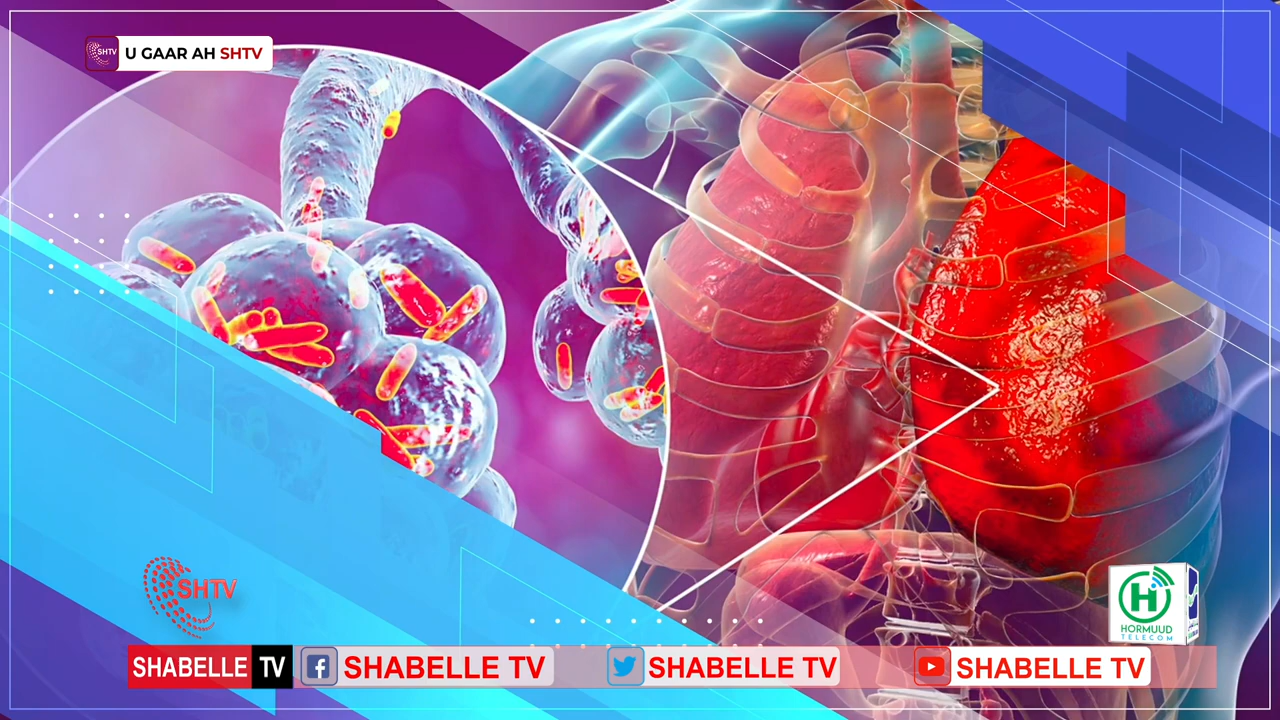 SHTV
U GAAR AH SHTV
SHTV
H
HORMUUD
TELECOM
SHABELLE TV
SHABELLE TV
SHABELLE TV
SHABELLE TV